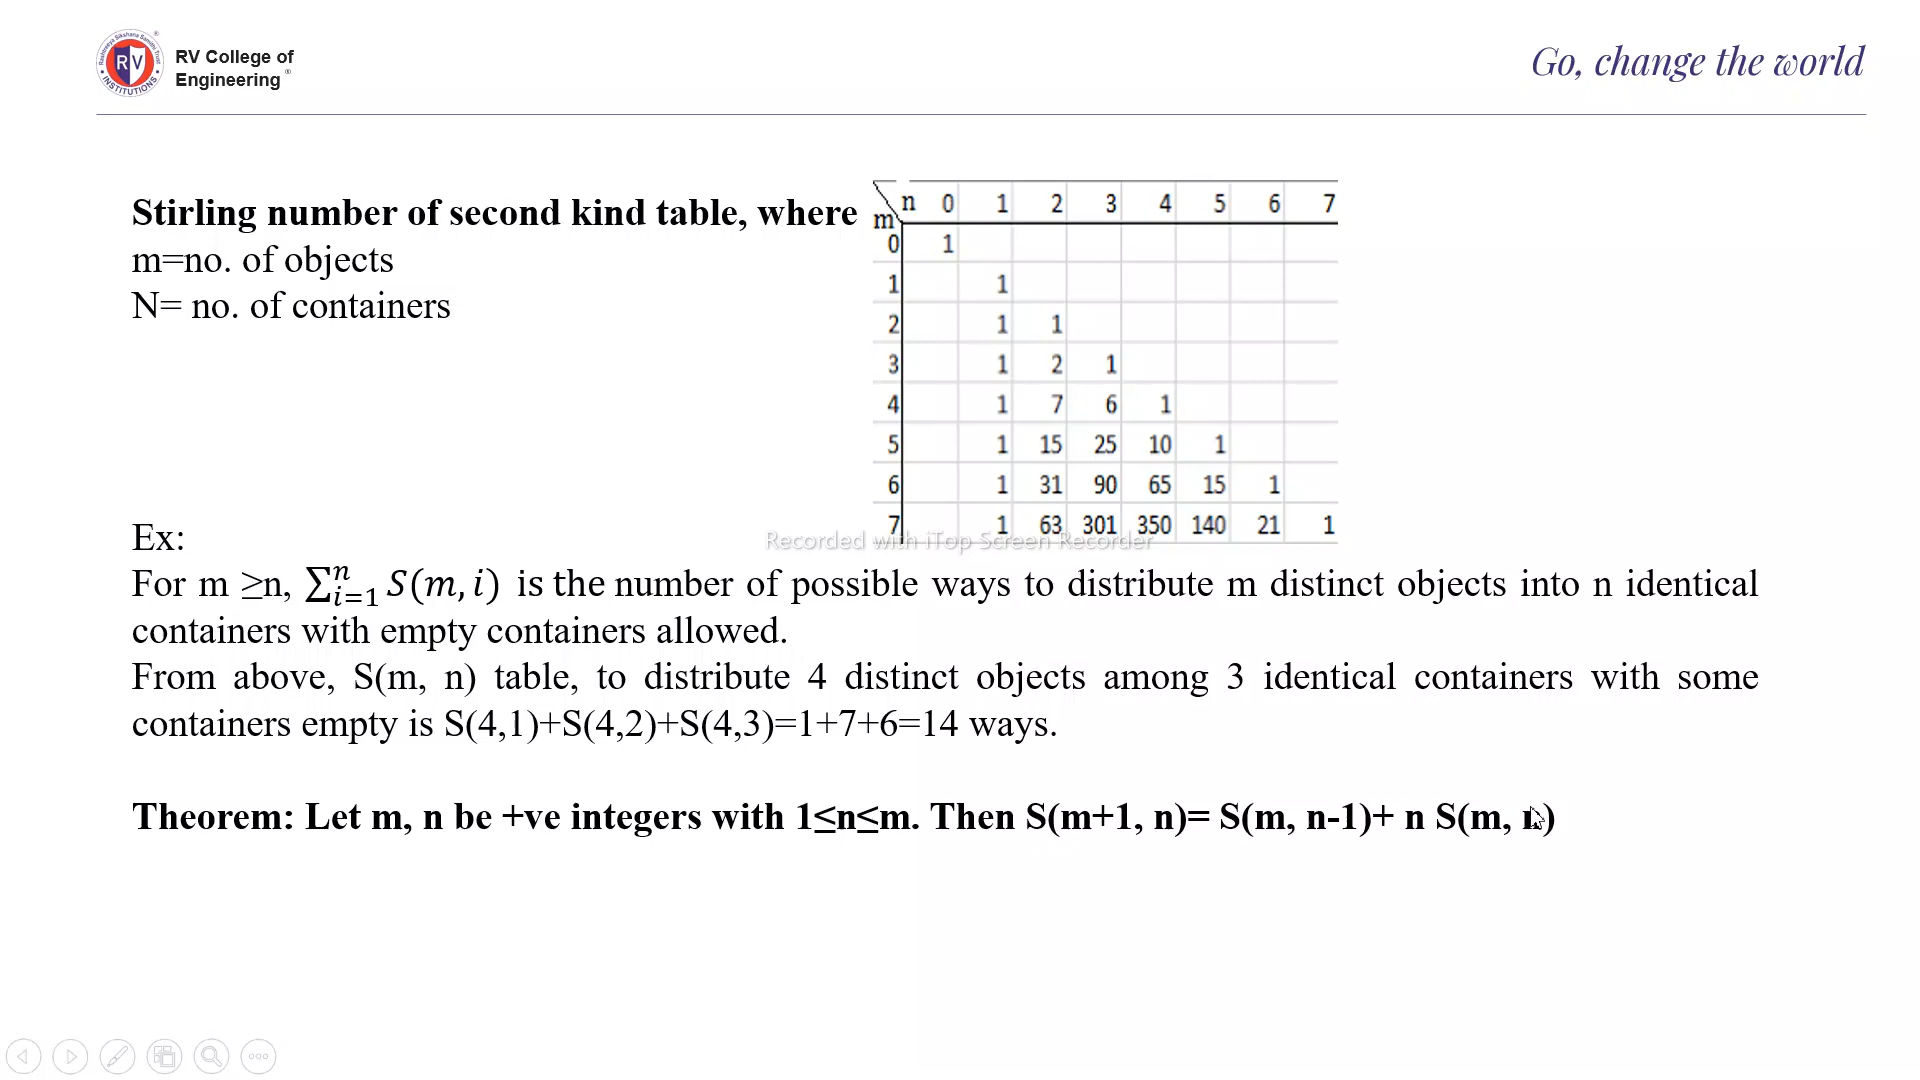 RV College of
Engineering ®
Go, change the world
Rashtreeya Sikshana Samithi Trust
RV
INSTITUTIONS
Stirling number of second kind table, where
m=no. of objects
N= no. of containers
n 0 1 2 3 4 5 6 7
m
0 1
1 1
2 1 1
3 1 2 1
4 1 7 6 1
5 1 15 25 10 1
6 1 31 90 65 15 1
7 1 63 301 350 140 21 1
Recorded with iTop Screen Recorder
Ex:
For m ≥n, ∑ⁿᵢ₌₁ S(m, i) is the number of possible ways to distribute m distinct objects into n identical
containers with empty containers allowed.
From above, S(m, n) table, to distribute 4 distinct objects among 3 identical containers with some
containers empty is S(4,1)+S(4,2)+S(4,3)=1+7+6=14 ways.
Theorem: Let m, n be +ve integers with 1≤n≤m. Then S(m+1, n)= S(m, n-1)+ n S(m, n)